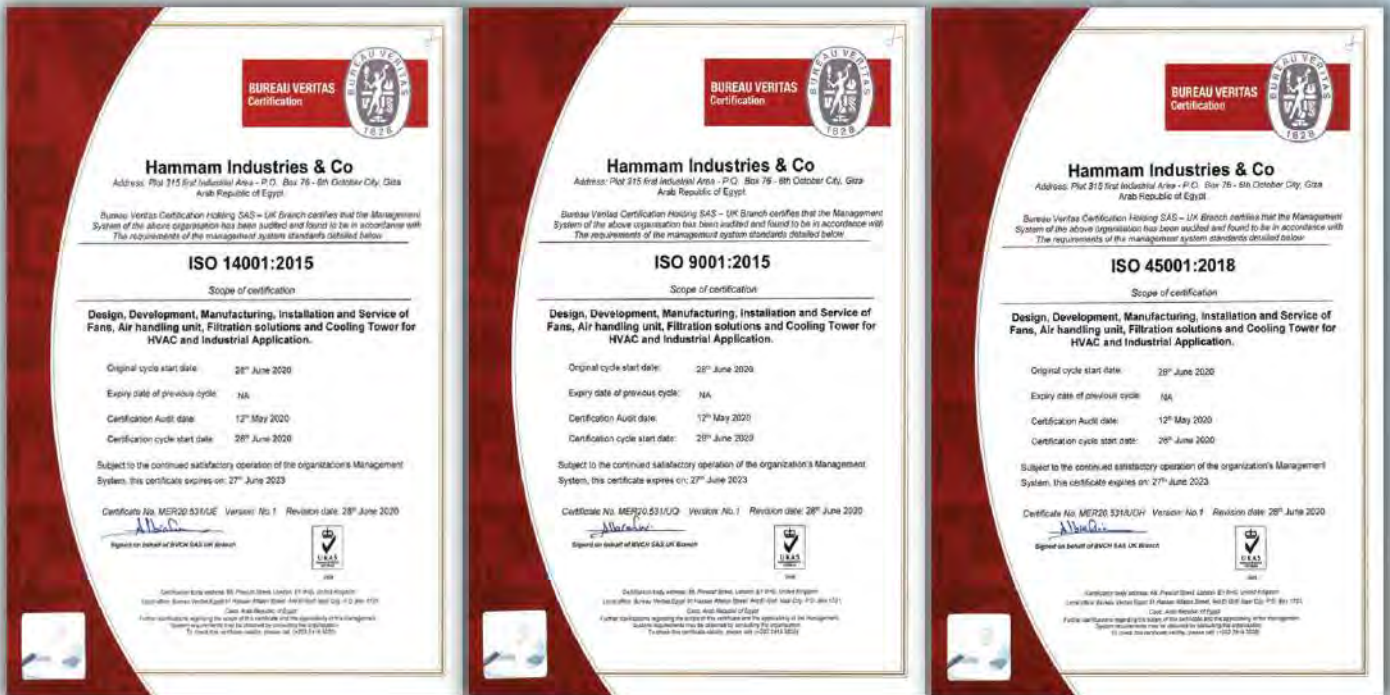 BUREAU VERITAS
Certification
BUREAU VERITAS
1828
Hammam Industries & Co
Address: Plot 315 first Industrial Area - P.O. Box 76 - 6th October City, Giza
Arab Republic of Egypt
Bureau Veritas Certification Holding SAS – UK Branch certifies that the Management
System of the above organisation has been audited and found to be in accordance with
The requirements of the management system standards detailed below
ISO 14001:2015
Scope of certification
Design, Development, Manufacturing, Installation and Service of
Fans, Air handling unit, Filtration solutions and Cooling Tower for
HVAC and Industrial Application.
Original cycle start date: 28th June 2020
Expiry date of previous cycle: NA
Certification Audit date: 12th May 2020
Certification cycle start date: 28th June 2020
Subject to the continued satisfactory operation of the organization's Management
System, this certificate expires on: 27th June 2023
Certificate No. MER20.531/UE Version: No.1 Revision date: 28th June 2020
Signed on behalf of BVCH SAS UK Branch
UKAS
BUREAU VERITAS
Certification
BUREAU VERITAS
1828
Hammam Industries & Co
Address: Plot 315 first Industrial Area - P.O. Box 76 - 6th October City, Giza
Arab Republic of Egypt
Bureau Veritas Certification Holding SAS – UK Branch certifies that the Management
System of the above organisation has been audited and found to be in accordance with
The requirements of the management system standards detailed below
ISO 9001:2015
Scope of certification
Design, Development, Manufacturing, Installation and Service of
Fans, Air handling unit, Filtration solutions and Cooling Tower for
HVAC and Industrial Application.
Original cycle start date: 28th June 2020
Expiry date of previous cycle: NA
Certification Audit date: 12th May 2020
Certification cycle start date: 28th June 2020
Subject to the continued satisfactory operation of the organization's Management
System, this certificate expires on: 27th June 2023
Certificate No. MER20.531/UQ Version: No.1 Revision date: 28th June 2020
Signed on behalf of BVCH SAS UK Branch
UKAS
BUREAU VERITAS
Certification
BUREAU VERITAS
1828
Hammam Industries & Co
Address: Plot 315 first Industrial Area - P.O. Box 76 - 6th October City, Giza
Arab Republic of Egypt
Bureau Veritas Certification Holding SAS – UK Branch certifies that the Management
System of the above organisation has been audited and found to be in accordance with
The requirements of the management system standards detailed below
ISO 45001:2018
Scope of certification
Design, Development, Manufacturing, Installation and Service of
Fans, Air handling unit, Filtration solutions and Cooling Tower for
HVAC and Industrial Application.
Original cycle start date: 28th June 2020
Expiry date of previous cycle: NA
Certification Audit date: 12th May 2020
Certification cycle start date: 28th June 2020
Subject to the continued satisfactory operation of the organization's Management
System, this certificate expires on: 27th June 2023
Certificate No. MER20.531/UOH Version: No.1 Revision date: 28th June 2020
Signed on behalf of BVCH SAS UK Branch
UKAS